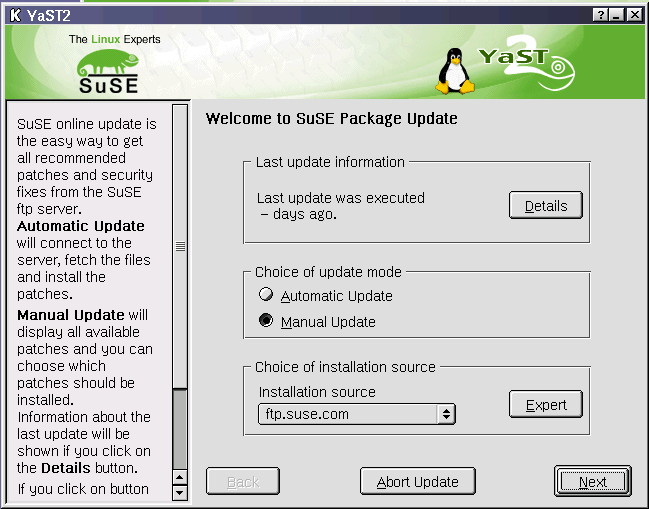 YaST2
The Linux Experts
SuSE
YaST
2
SuSE online update is
the easy way to get
all recommended
patches and security
fixes from the SuSE
ftp server.
Automatic Update
will connect to the
server, fetch the files
and install the
patches.
Manual Update will
display all available
patches and you can
choose which
patches should be
installed.
Information about the
last update will be
shown if you click on
the Details button.
If you click on button
Welcome to SuSE Package Update
Last update information
Last update was executed
– days ago.
Details
Choice of update mode
Automatic Update
Manual Update
Choice of installation source
Installation source
ftp.suse.com
Expert
Back
Abort Update
Next